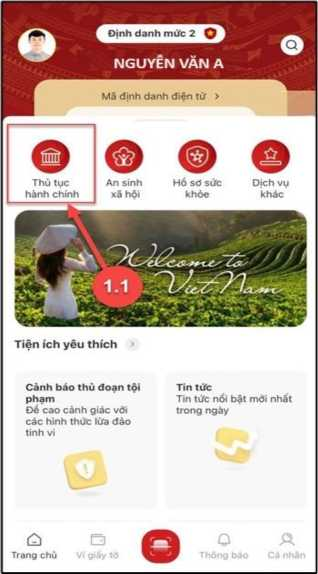 Định danh mức 2
NGUYỄN VĂN A
Mã định danh điện tử >
Thủ tục
hành chính
An sinh
xã hội
Hồ sơ sức
khỏe
Dịch vụ
khác
Welcome to
Việt Nam
1.1
Tiện ích yêu thích >
Cảnh báo thủ đoạn tội
phạm
Đề cao cảnh giác với
các hình thức lừa đảo
tinh vi
Tin tức
Tin tức nổi bật mới nhất
trong ngày
Trang chủ
Ví giấy tờ
Thông báo
Cá nhân